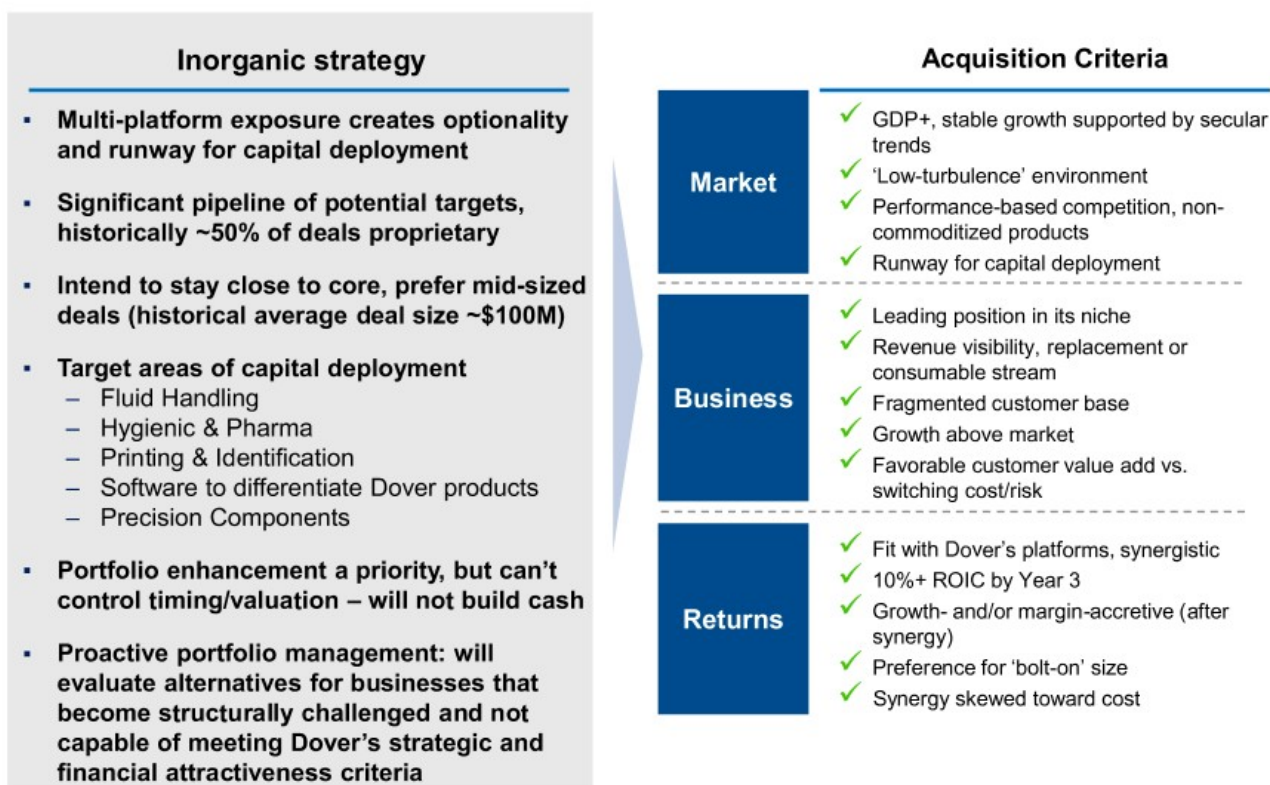 Inorganic strategy
▪ Multi-platform exposure creates optionality
and runway for capital deployment
▪ Significant pipeline of potential targets,
historically ~50% of deals proprietary
▪ Intend to stay close to core, prefer mid-sized
deals (historical average deal size ~$100M)
▪ Target areas of capital deployment
– Fluid Handling
– Hygienic & Pharma
– Printing & Identification
– Software to differentiate Dover products
– Precision Components
▪ Portfolio enhancement a priority, but can’t
control timing/valuation – will not build cash
▪ Proactive portfolio management: will
evaluate alternatives for businesses that
become structurally challenged and not
capable of meeting Dover’s strategic and
financial attractiveness criteria
Acquisition Criteria
Market
✓ GDP+, stable growth supported by secular
trends
✓ ‘Low-turbulence’ environment
✓ Performance-based competition, non-
commoditized products
✓ Runway for capital deployment
Business
✓ Leading position in its niche
✓ Revenue visibility, replacement or
consumable stream
✓ Fragmented customer base
✓ Growth above market
✓ Favorable customer value add vs.
switching cost/risk
Returns
✓ Fit with Dover’s platforms, synergistic
✓ 10%+ ROIC by Year 3
✓ Growth- and/or margin-accretive (after
synergy)
✓ Preference for ‘bolt-on’ size
✓ Synergy skewed toward cost